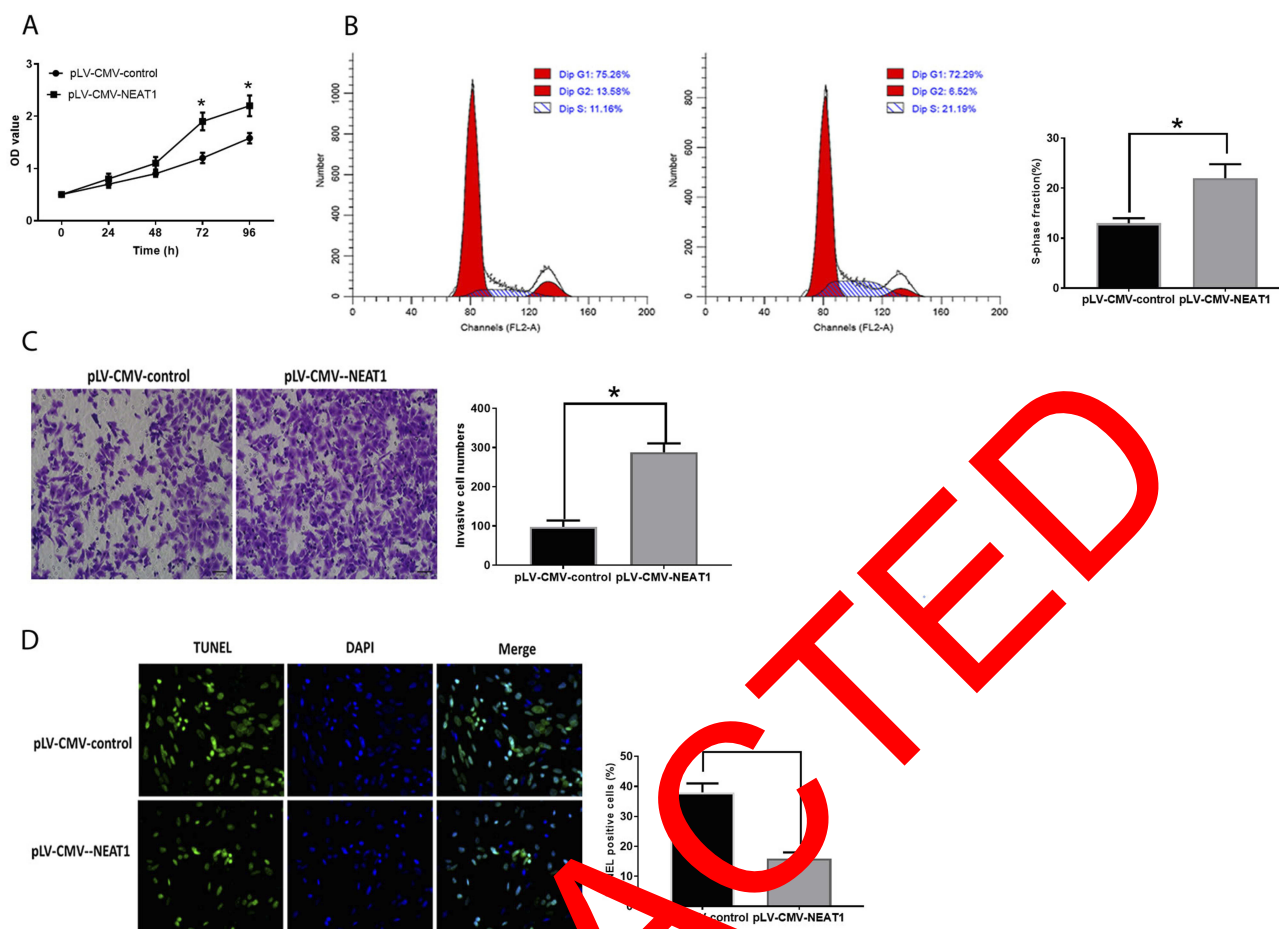 A
3
2
1
0
OD value
pLV-CMV-control
pLV-CMV-NEAT1
*
*
0 24 48 72 96
Time (h)
B
Dip G1: 75.26%
Dip G2: 13.58%
Dip S: 11.16%
Number
1000
800
600
400
200
0
0 40 80 120 160 200
Channels (FL2-A)
Dip G1: 72.29%
Dip G2: 6.52%
Dip S: 21.19%
Number
800
600
400
200
0
0 40 80 120 160 200
Channels (FL2-A)
*
S-phase fraction(%)
30
20
10
0
pLV-CMV-control pLV-CMV-NEAT1
C
pLV-CMV-control pLV-CMV--NEAT1
*
Invasive cell numbers
400
300
200
100
0
pLV-CMV-control pLV-CMV-NEAT1
D
TUNEL DAPI Merge
pLV-CMV-control
pLV-CMV--NEAT1
positive cells (%)
50
40
30
20
10
pLV-CMV-NEAT1
ACTED